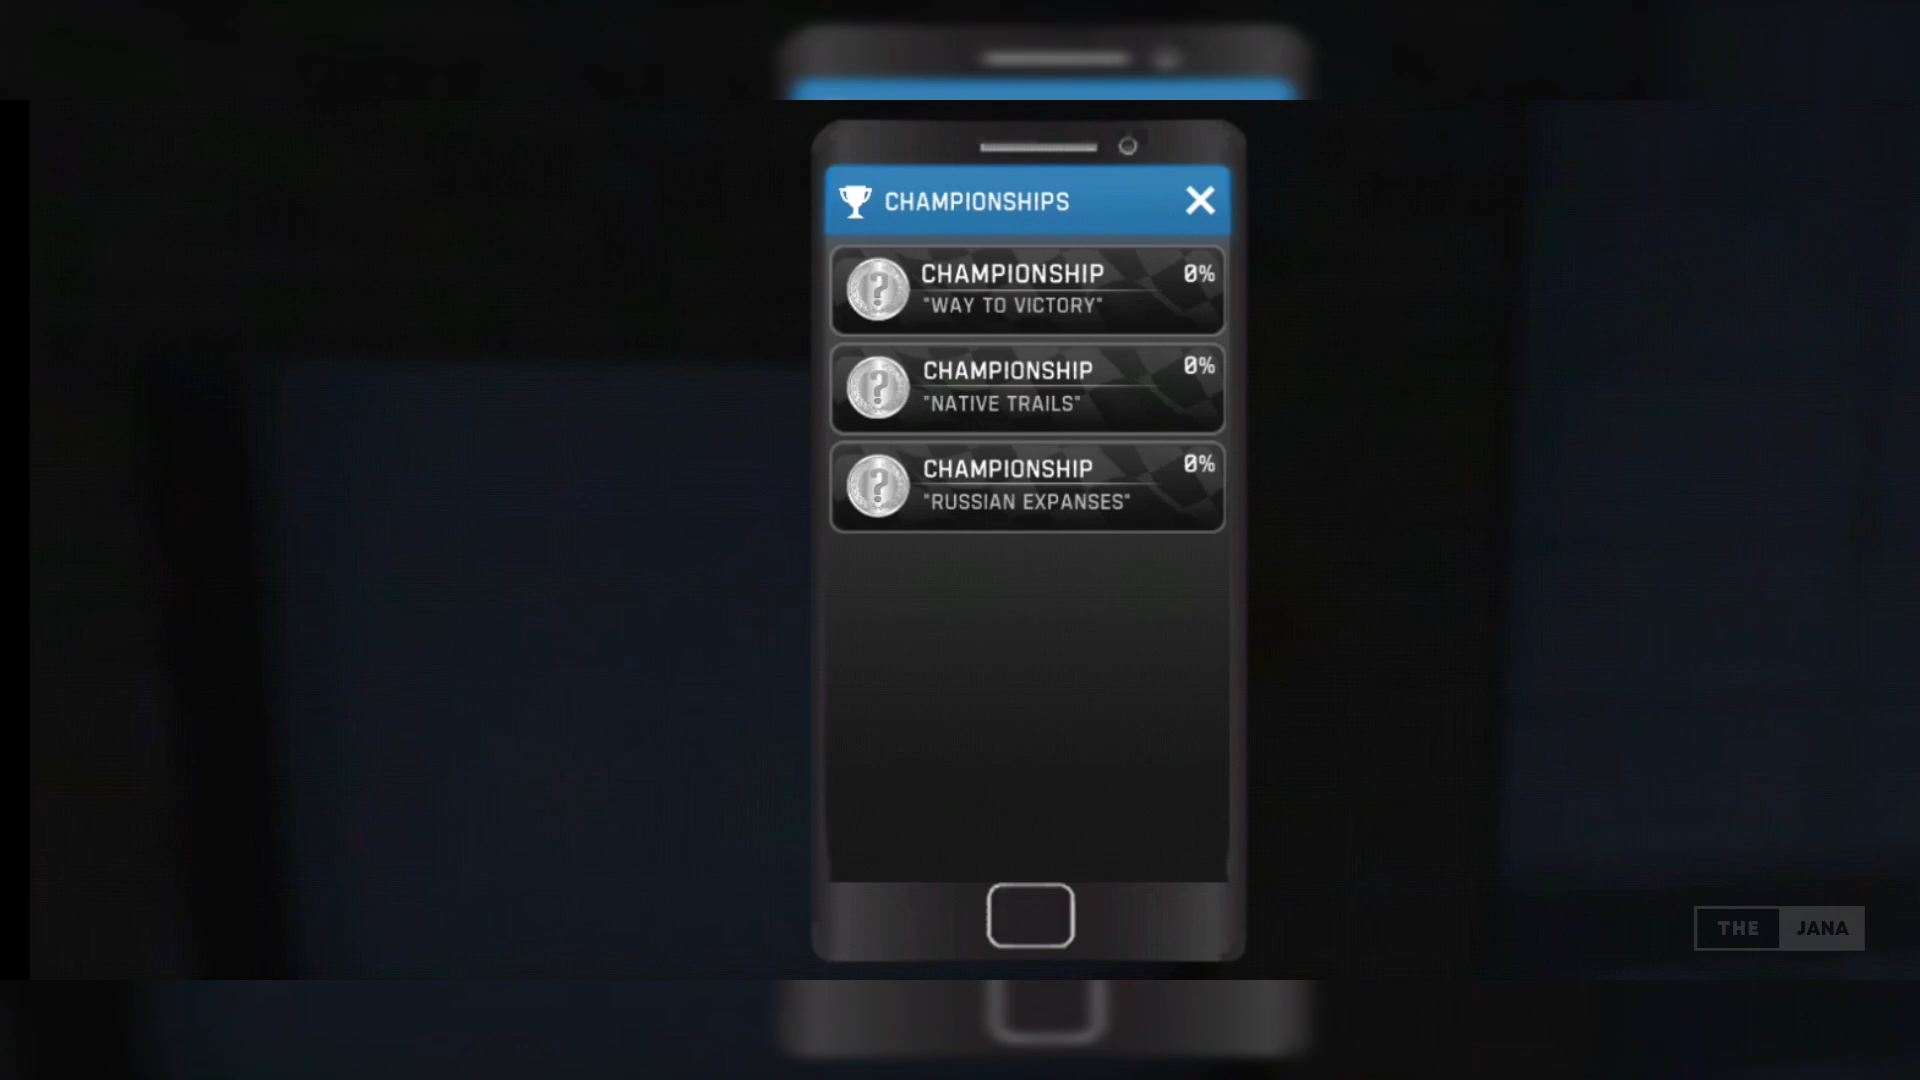 CHAMPIONSHIPS
CHAMPIONSHIP 0%
"WAY TO VICTORY"
CHAMPIONSHIP 0%
"NATIVE TRAILS"
CHAMPIONSHIP 0%
"RUSSIAN EXPANSES"
THE JANA